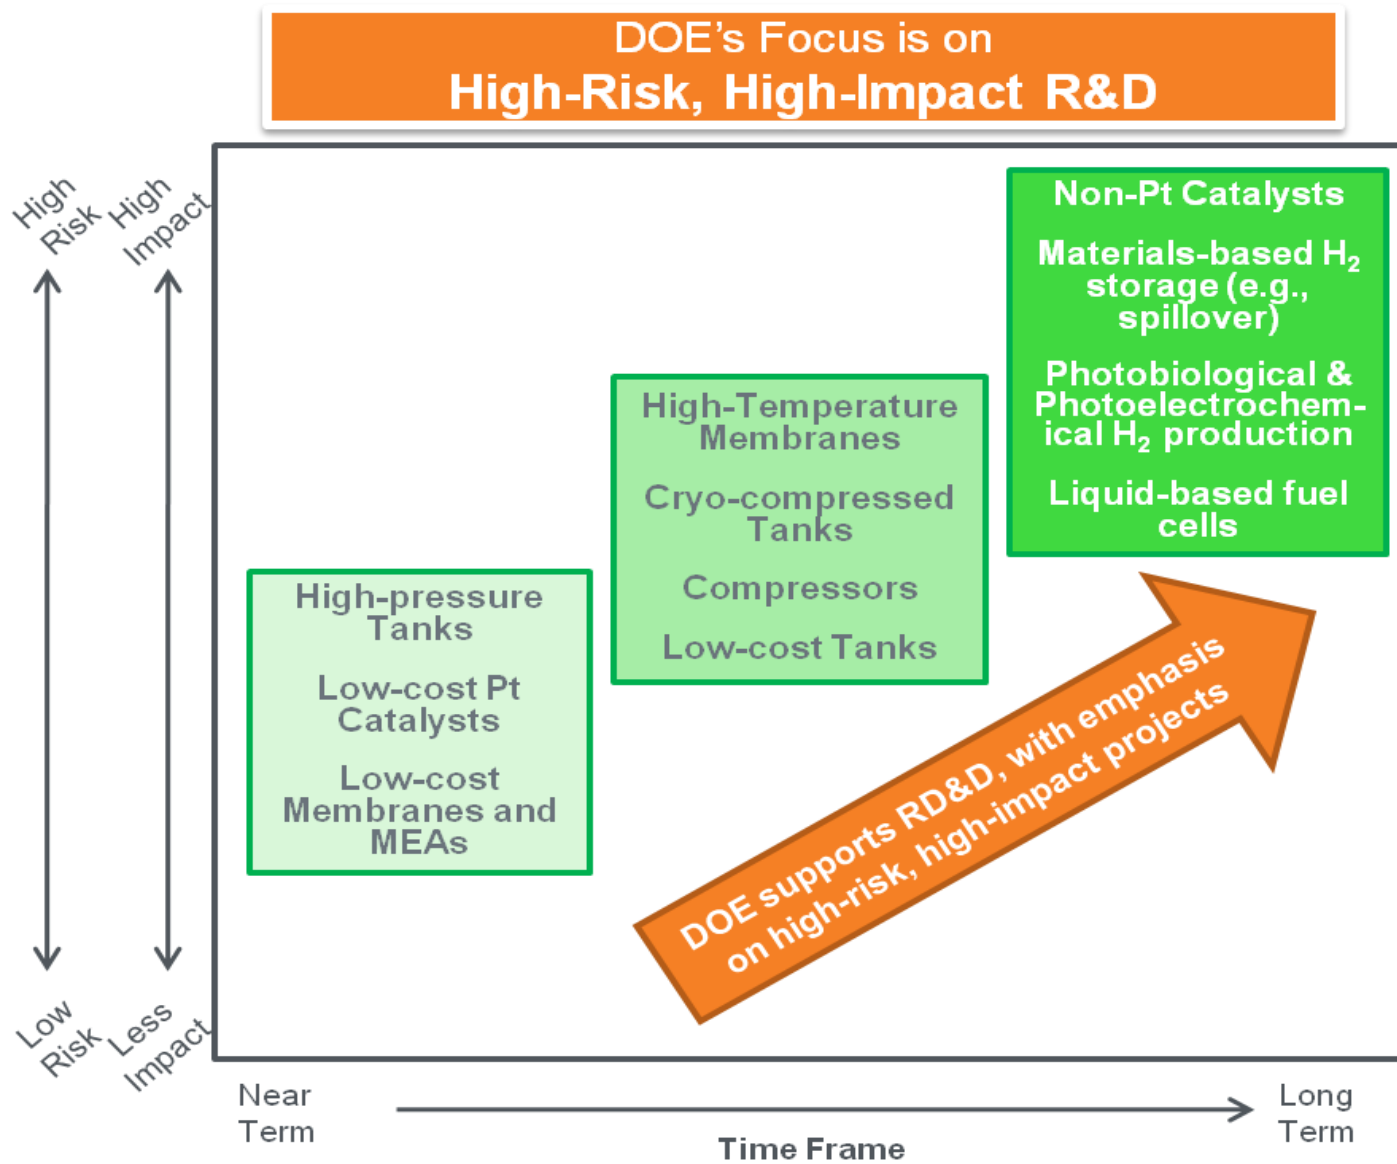 DOE's Focus is on
High-Risk, High-Impact R&D
High
Risk
High
Impact
Low
Risk
Less
Impact
High-pressure
Tanks
Low-cost Pt
Catalysts
Low-cost
Membranes and
MEAs
High-Temperature
Membranes
Cryo-compressed
Tanks
Compressors
Low-cost Tanks
Non-Pt Catalysts
Materials-based H₂
storage (e.g.,
spillover)
Photobiological &
Photoelectrochem-
ical H₂ production
Liquid-based fuel
cells
DOE supports RD&D, with emphasis
on high-risk, high-impact projects
Near
Term
Time Frame
Long
Term